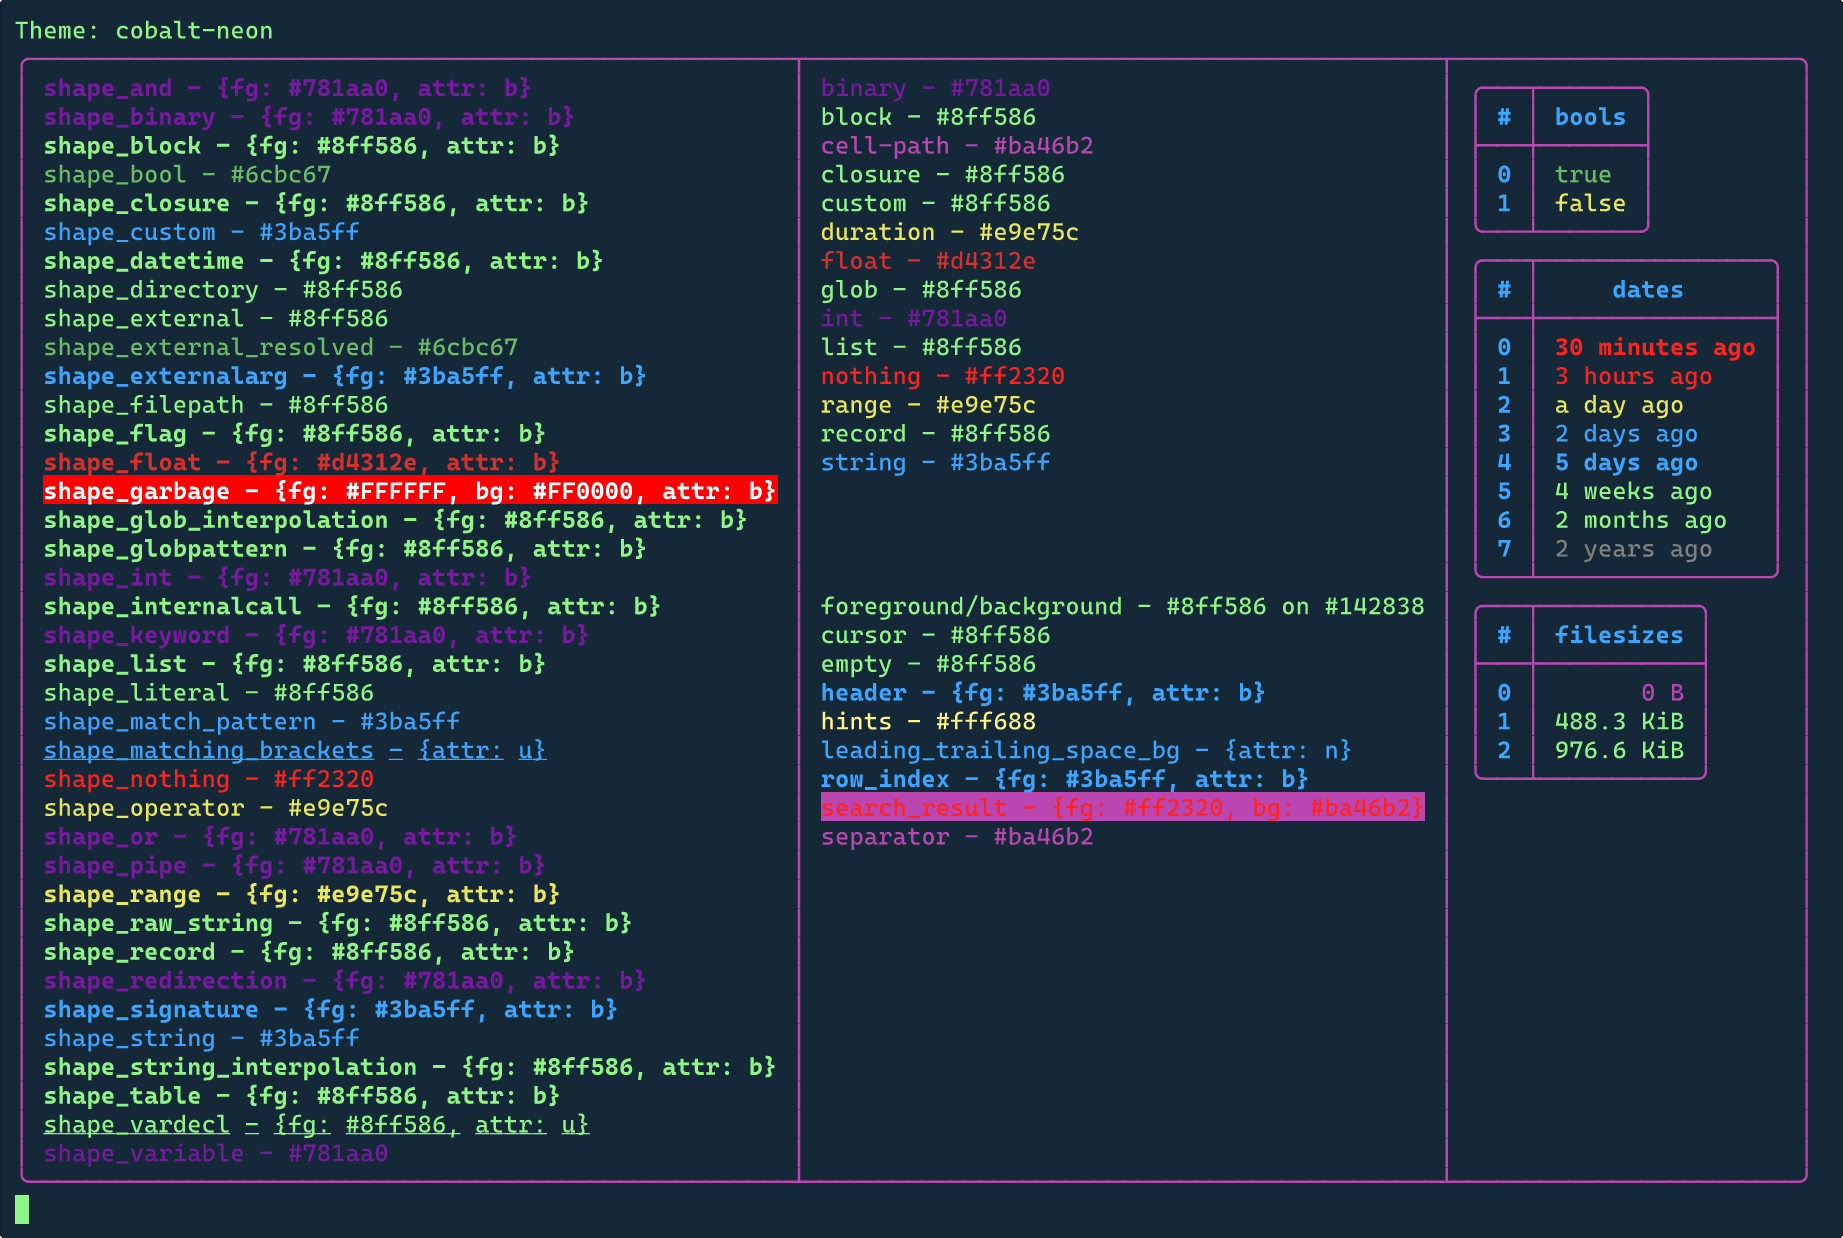 Theme: cobalt-neon
shape_and - {fg: #781aa0, attr: b}
shape_binary - {fg: #781aa0, attr: b}
shape_block - {fg: #8ff586, attr: b}
shape_bool - #6cbc67
shape_closure - {fg: #8ff586, attr: b}
shape_custom - #3ba5ff
shape_datetime - {fg: #8ff586, attr: b}
shape_directory - #8ff586
shape_external - #8ff586
shape_external_resolved - #6cbc67
shape_externalarg - {fg: #3ba5ff, attr: b}
shape_filepath - #8ff586
shape_flag - {fg: #8ff586, attr: b}
shape_float - {fg: #d4312e, attr: b}
shape_garbage - {fg: #FFFFFF, bg: #FF0000, attr: b}
shape_glob_interpolation - {fg: #8ff586, attr: b}
shape_globpattern - {fg: #8ff586, attr: b}
shape_int - {fg: #781aa0, attr: b}
shape_internalcall - {fg: #8ff586, attr: b}
shape_keyword - {fg: #781aa0, attr: b}
shape_list - {fg: #8ff586, attr: b}
shape_literal - #8ff586
shape_match_pattern - #3ba5ff
shape_matching_brackets - {attr: u}
shape_nothing - #ff2320
shape_operator - #e9e75c
shape_or - {fg: #781aa0, attr: b}
shape_pipe - {fg: #781aa0, attr: b}
shape_range - {fg: #e9e75c, attr: b}
shape_raw_string - {fg: #8ff586, attr: b}
shape_record - {fg: #8ff586, attr: b}
shape_redirection - {fg: #781aa0, attr: b}
shape_signature - {fg: #3ba5ff, attr: b}
shape_string - #3ba5ff
shape_string_interpolation - {fg: #8ff586, attr: b}
shape_table - {fg: #8ff586, attr: b}
shape_vardecl - {fg: #8ff586, attr: u}
shape_variable - #781aa0
binary - #781aa0
block - #8ff586
cell-path - #ba46b2
closure - #8ff586
custom - #8ff586
duration - #e9e75c
float - #d4312e
glob - #8ff586
int - #781aa0
list - #8ff586
nothing - #ff2320
range - #e9e75c
record - #8ff586
string - #3ba5ff
foreground/background - #8ff586 on #142838
cursor - #8ff586
empty - #8ff586
header - {fg: #3ba5ff, attr: b}
hints - #fff688
leading_trailing_space_bg - {attr: n}
row_index - {fg: #3ba5ff, attr: b}
search_result - {fg: #ff2320, bg: #ba46b2}
separator - #ba46b2
# bools
0 true
1 false
# dates
0 30 minutes ago
1 3 hours ago
2 a day ago
3 2 days ago
4 5 days ago
5 4 weeks ago
6 2 months ago
7 2 years ago
# filesizes
0 0 B
1 488.3 KiB
2 976.6 KiB